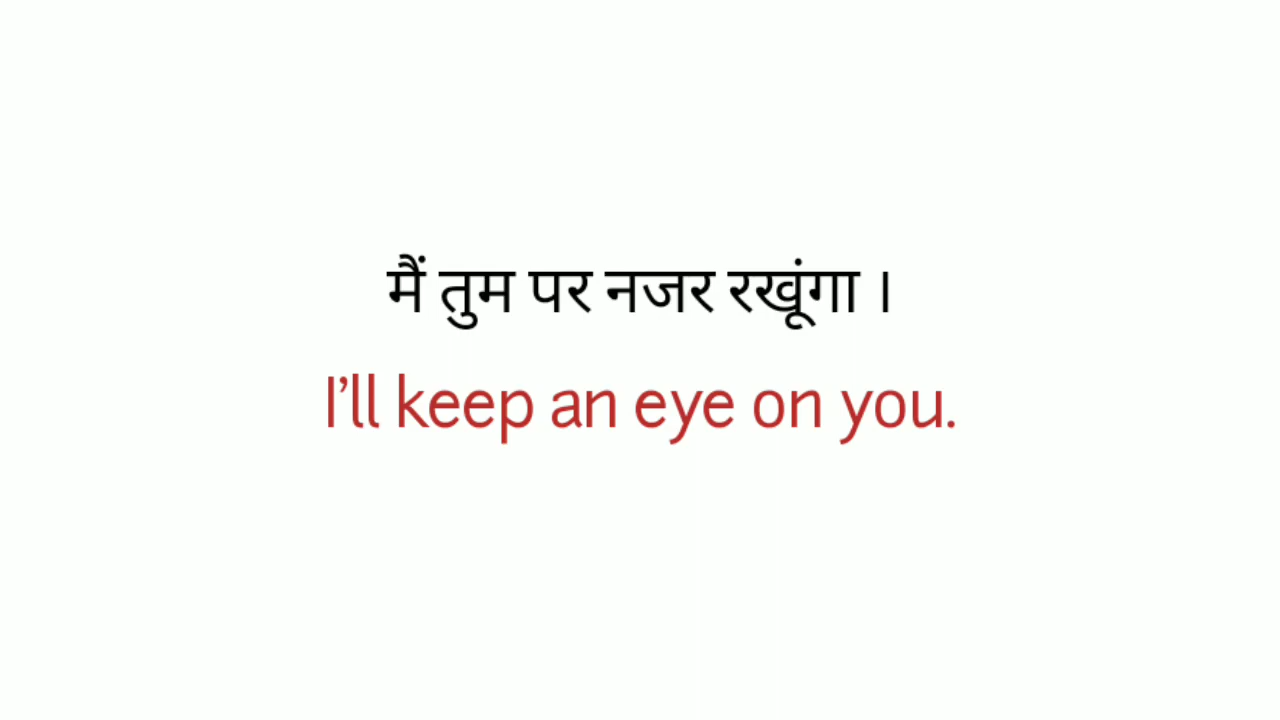 मैं तुम पर नजर रखूंगा ।
I’ll keep an eye on you.